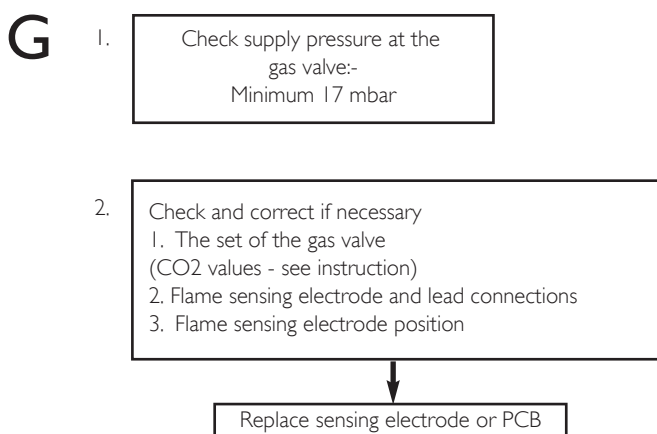 G
1.
Check supply pressure at the
gas valve:-
Minimum 17 mbar
2.
Check and correct if necessary
1. The set of the gas valve
(CO2 values - see instruction)
2. Flame sensing electrode and lead connections
3. Flame sensing electrode position
Replace sensing electrode or PCB